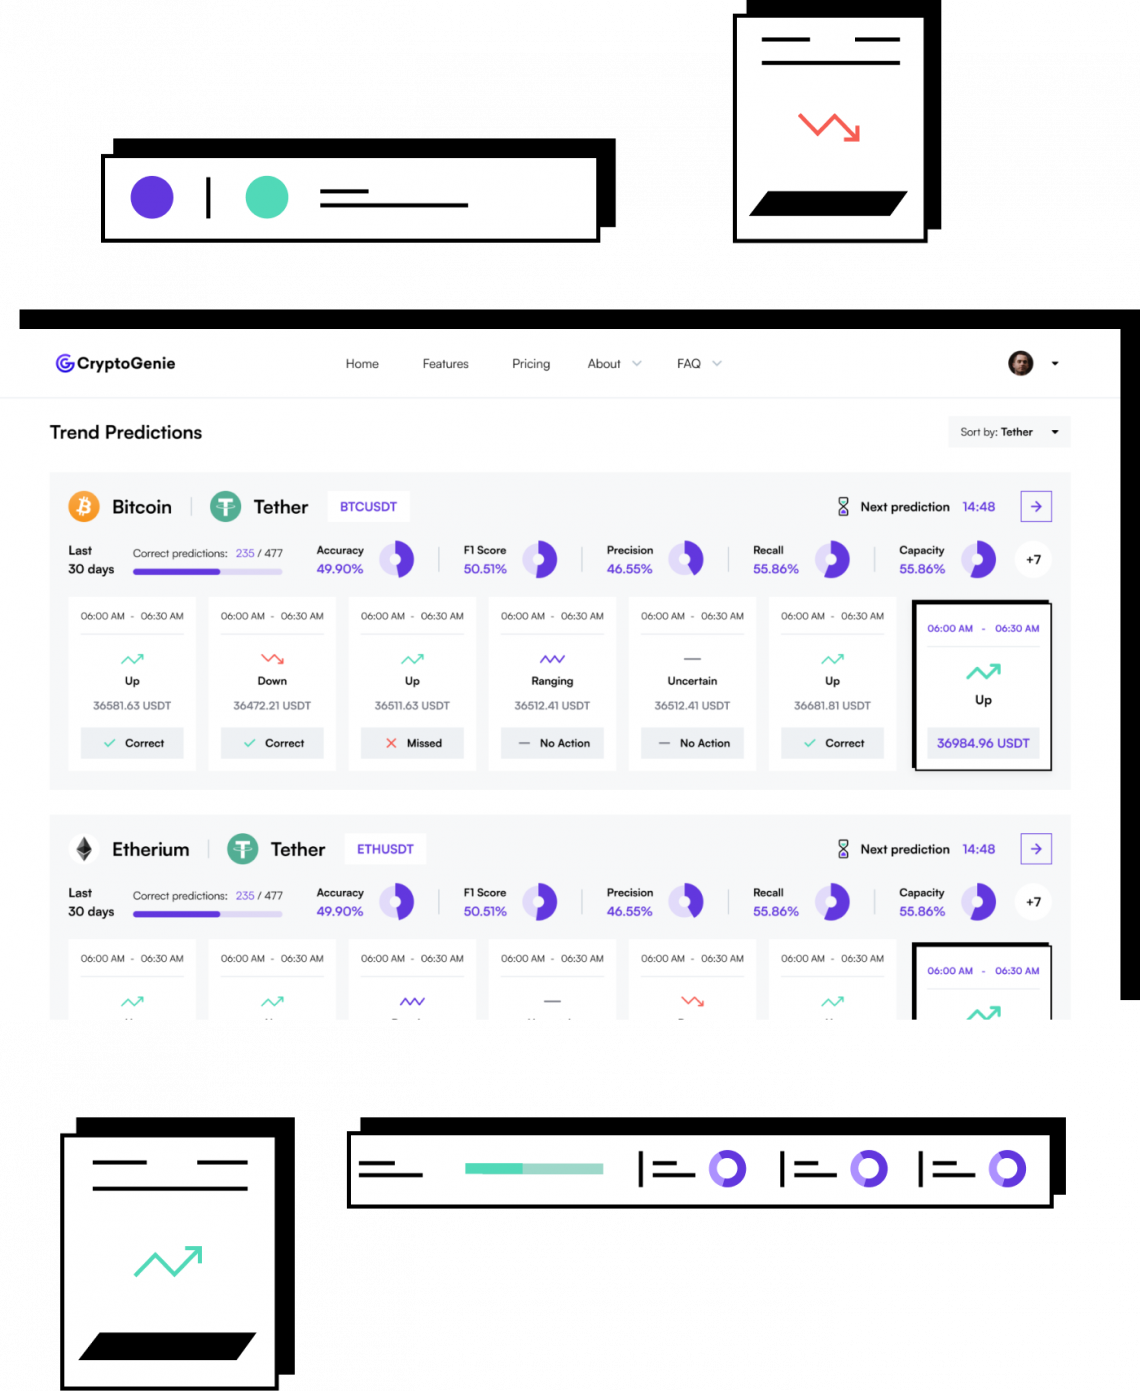 CryptoGenie Home Features Pricing About FAQ
Trend Predictions Sort by: Tether
Bitcoin Tether BTCUSDT Next prediction 14:48
Last 30 days
Correct predictions: 235 / 477
Accuracy 49.90%
F1 Score 50.51%
Precision 46.55%
Recall 55.86%
Capacity 55.86%
+7
06:00 AM - 06:30 AM
Up
36581.63 USDT
Correct
06:00 AM - 06:30 AM
Down
36472.21 USDT
Correct
06:00 AM - 06:30 AM
Up
36511.63 USDT
Missed
06:00 AM - 06:30 AM
Ranging
36512.41 USDT
No Action
06:00 AM - 06:30 AM
Uncertain
36512.41 USDT
No Action
06:00 AM - 06:30 AM
Up
36681.81 USDT
Correct
06:00 AM - 06:30 AM
Up
36984.96 USDT
Etherium Tether ETHUSDT Next prediction 14:48
Last 30 days
Correct predictions: 235 / 477
Accuracy 49.90%
F1 Score 50.51%
Precision 46.55%
Recall 55.86%
Capacity 55.86%
+7
06:00 AM - 06:30 AM
06:00 AM - 06:30 AM
06:00 AM - 06:30 AM
06:00 AM - 06:30 AM
06:00 AM - 06:30 AM
06:00 AM - 06:30 AM
06:00 AM - 06:30 AM